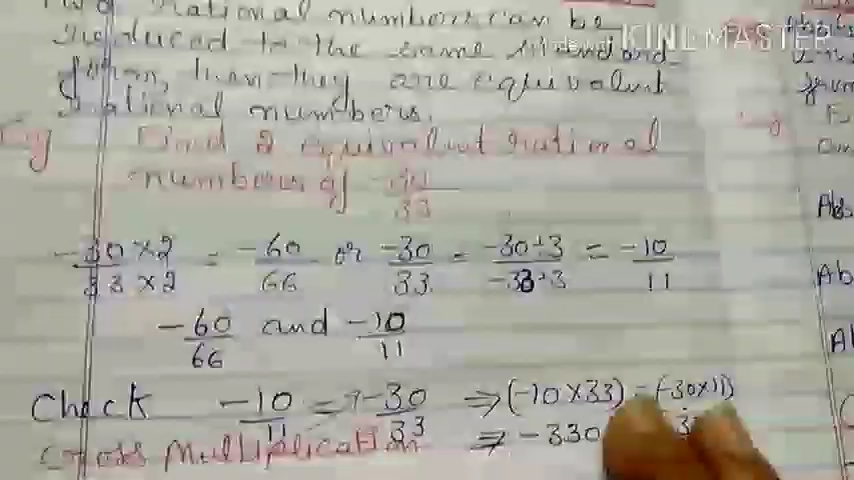 rational numbers can be
reduced to the same standard
form, then they are equivalent
rational numbers.
KINEMASTER
Eg Find 2 equivalent rational
numbers of -30/33
-30×2/33×2 = -60/66 or -30/33 = -30÷3/-33÷3 = -10/11
-60/66 and -10/11
Check -10/11 = -30/33 ⇒ (-10×33) = (-30×11)
Cross Multiplication ⇒ -330
Abs
Ab